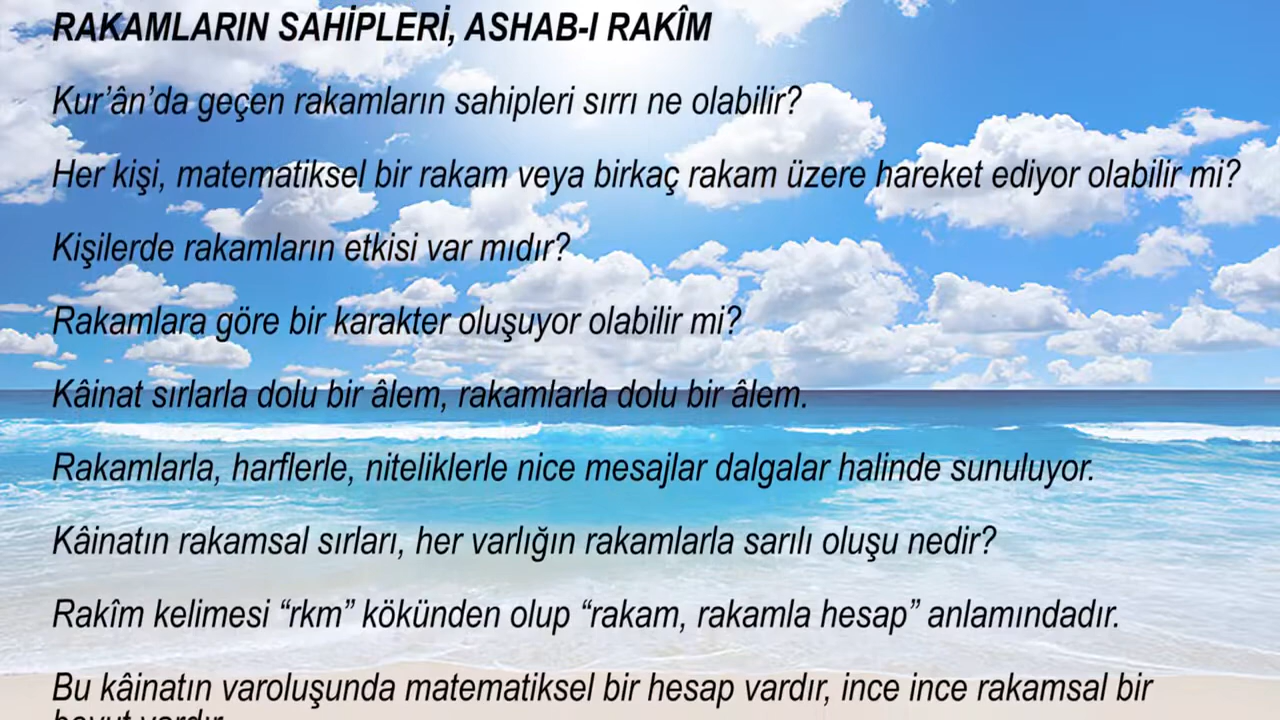 RAKAMLARIN SAHİPLERİ, ASHAB-I RAKÎM
Kur’ân’da geçen rakamların sahipleri sırrı ne olabilir?
Her kişi, matematiksel bir rakam veya birkaç rakam üzere hareket ediyor olabilir mi?
Kişilerde rakamların etkisi var mıdır?
Rakamlara göre bir karakter oluşuyor olabilir mi?
Kâinat sırlarla dolu bir âlem, rakamlarla dolu bir âlem.
Rakamlarla, harflerle, niteliklerle nice mesajlar dalgalar halinde sunuluyor.
Kâinatın rakamsal sırları, her varlığın rakamlarla sarılı oluşu nedir?
Rakîm kelimesi “rkm” kökünden olup “rakam, rakamla hesap” anlamındadır.
Bu kâinatın varoluşunda matematiksel bir hesap vardır, ince ince rakamsal bir